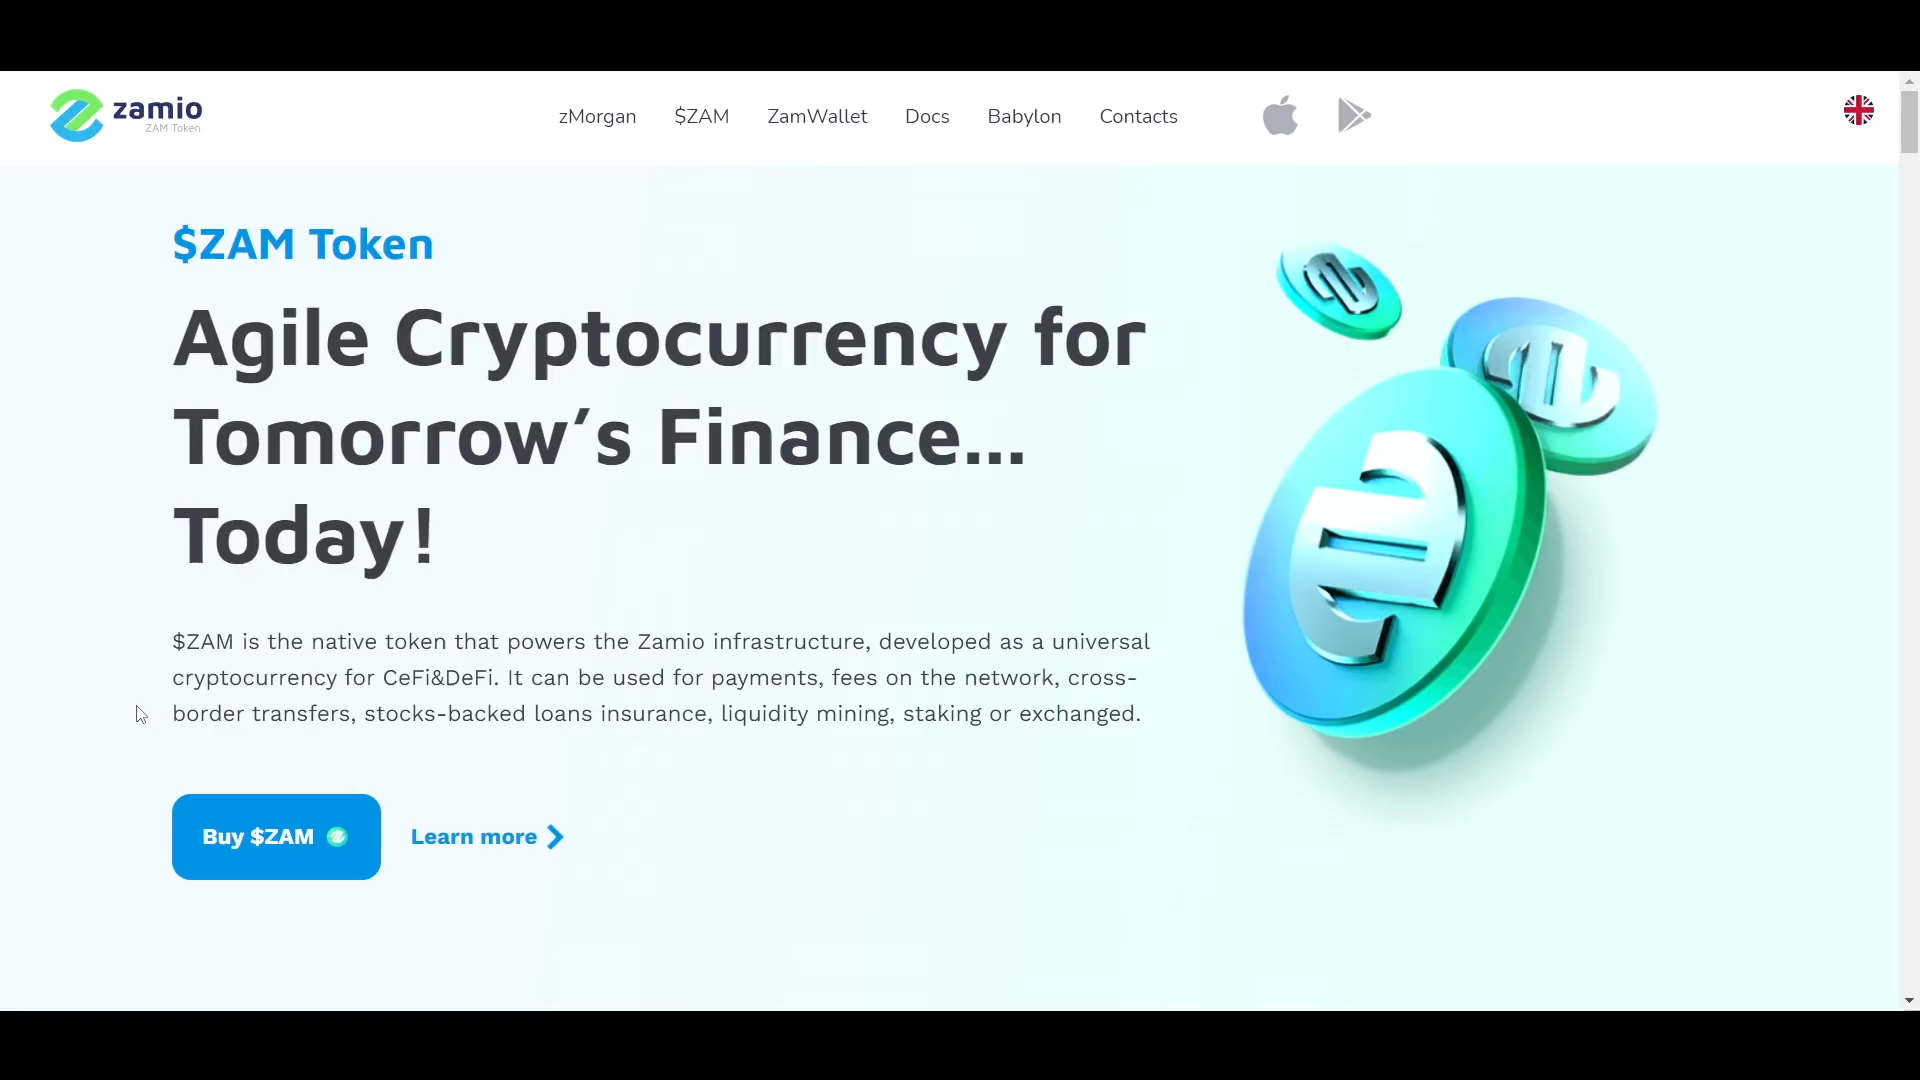 zamio
ZAM Token
zMorgan $ZAM ZamWallet Docs Babylon Contacts
$ZAM Token
Agile Cryptocurrency for
Tomorrow’s Finance...
Today!
$ZAM is the native token that powers the Zamio infrastructure, developed as a universal
cryptocurrency for CeFi&DeFi. It can be used for payments, fees on the network, cross-
border transfers, stocks-backed loans insurance, liquidity mining, staking or exchanged.
Buy $ZAM Learn more